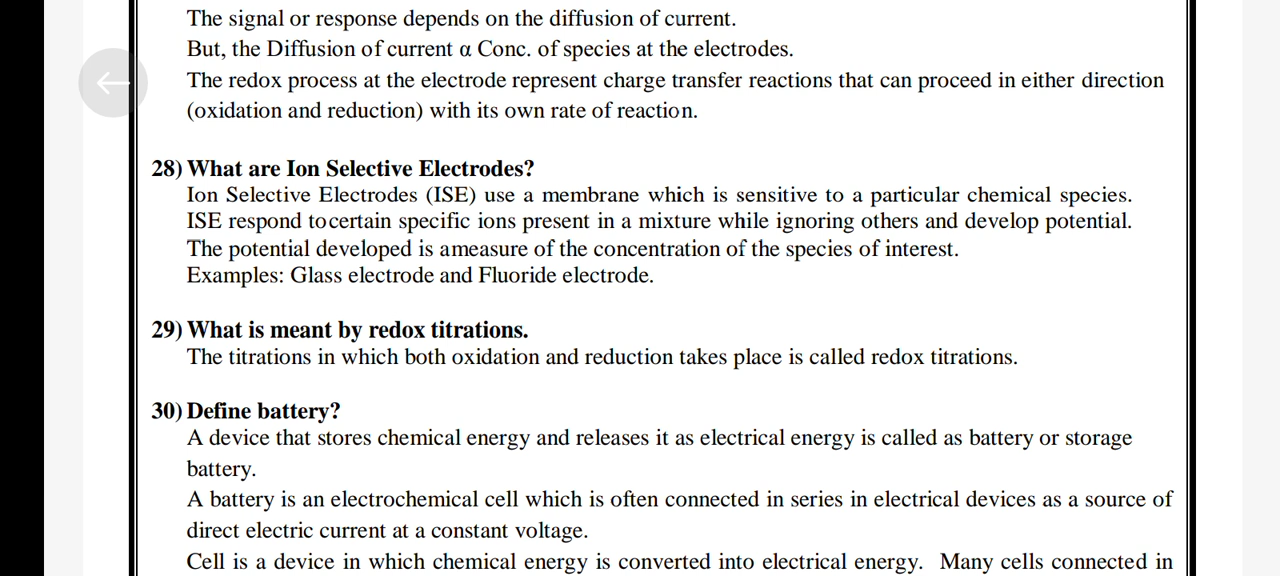 The signal or response depends on the diffusion of current.
But, the Diffusion of current α Conc. of species at the electrodes.
The redox process at the electrode represent charge transfer reactions that can proceed in either direction
(oxidation and reduction) with its own rate of reaction.
28) What are Ion Selective Electrodes?
Ion Selective Electrodes (ISE) use a membrane which is sensitive to a particular chemical species.
ISE respond tocertain specific ions present in a mixture while ignoring others and develop potential.
The potential developed is ameasure of the concentration of the species of interest.
Examples: Glass electrode and Fluoride electrode.
29) What is meant by redox titrations.
The titrations in which both oxidation and reduction takes place is called redox titrations.
30) Define battery?
A device that stores chemical energy and releases it as electrical energy is called as battery or storage
battery.
A battery is an electrochemical cell which is often connected in series in electrical devices as a source of
direct electric current at a constant voltage.
Cell is a device in which chemical energy is converted into electrical energy. Many cells connected in